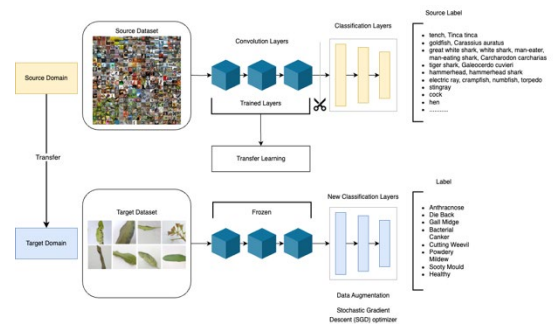 Source Label
Source Dataset
Convolution Layers
Classification Layers
tench, Tinca tinca
goldfish, Carassius auratus
great white shark, white shark, man-eater,
man-eating shark, Carcharodon carcharias
tiger shark, Galeocerdo cuvieri
hammerhead, hammerhead shark
electric ray, crampfish, numbfish, torpedo
stingray
cock
hen
..........
Source Domain
Trained Layers
Transfer Learning
Transfer
Target Domain
Target Dataset
Frozen
New Classification Layers
Label
Anthracnose
Die Back
Gall Midge
Bacterial
Canker
Cutting Weevil
Powdery
Mildew
Sooty Mould
Healthy
Data Augmentation
Stochastic Gradient
Descent (SGD) optimizer